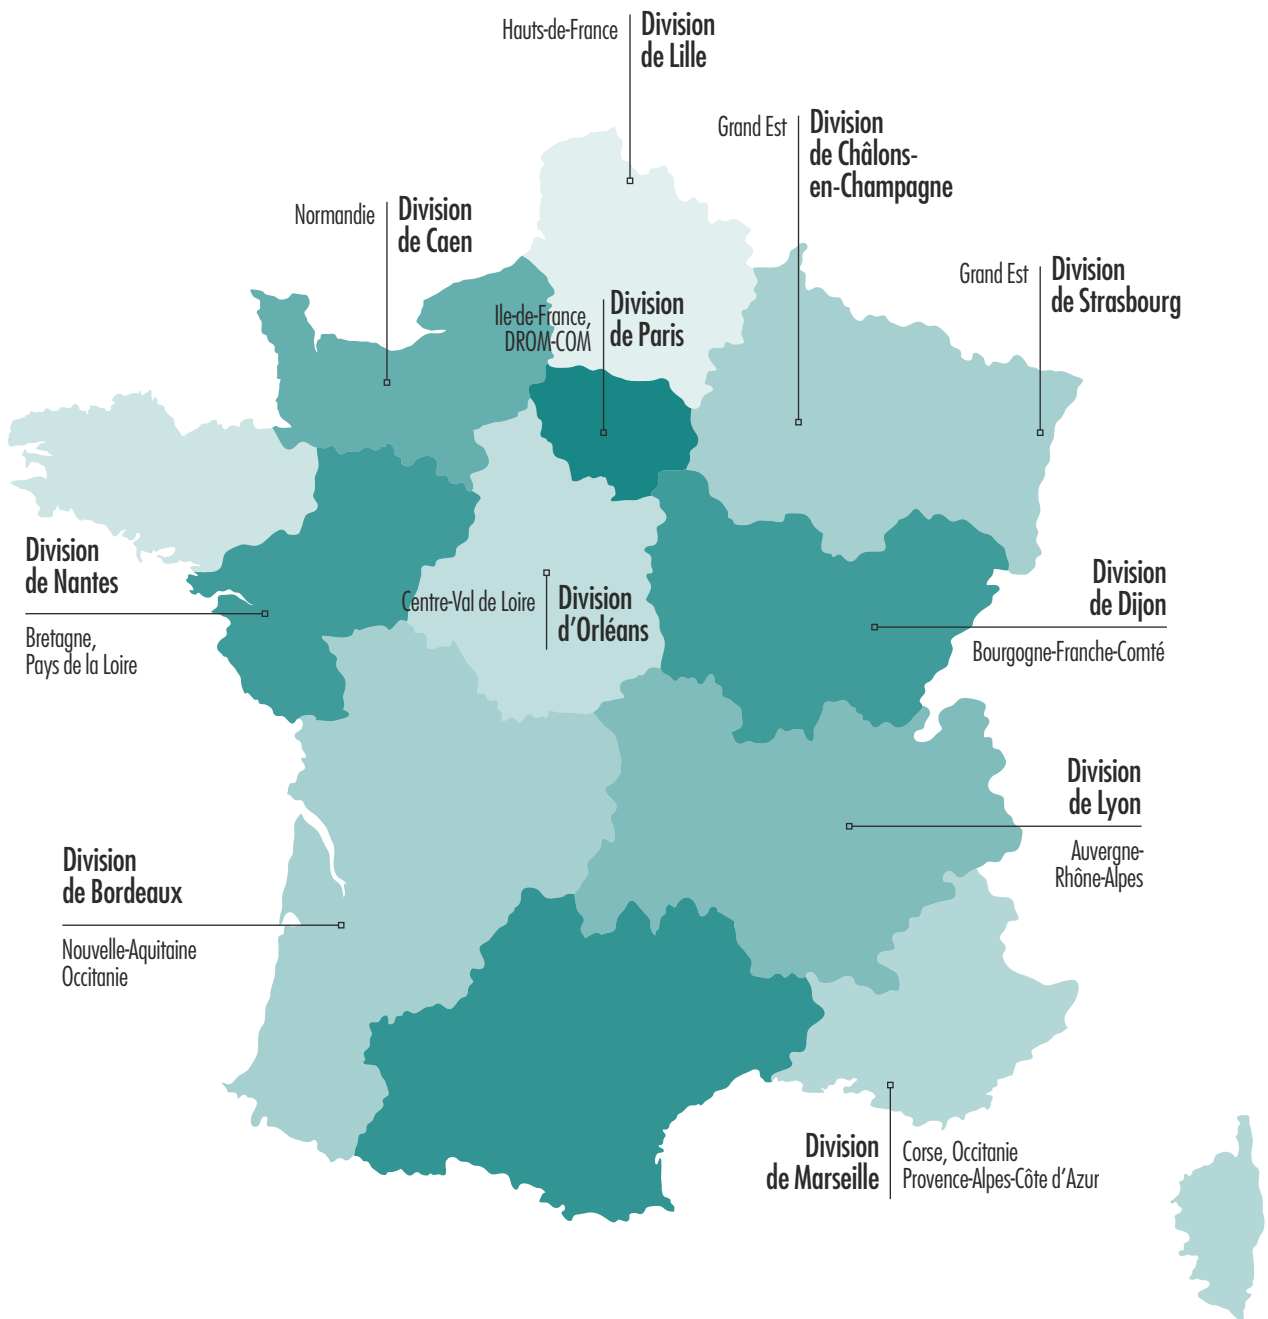 Hauts-de-France
Division
de Lille
Grand Est
Division
de Châlons-
en-Champagne
Normandie
Division
de Caen
Grand Est
Division
de Strasbourg
Ile-de-France,
DROM-COM
Division
de Paris
Division
de Nantes
Bretagne,
Pays de la Loire
Centre-Val de Loire
Division
d'Orléans
Division
de Dijon
Bourgogne-Franche-Comté
Division
de Lyon
Auvergne-
Rhône-Alpes
Division
de Bordeaux
Nouvelle-Aquitaine
Occitanie
Division
de Marseille
Corse, Occitanie
Provence-Alpes-Côte d'Azur